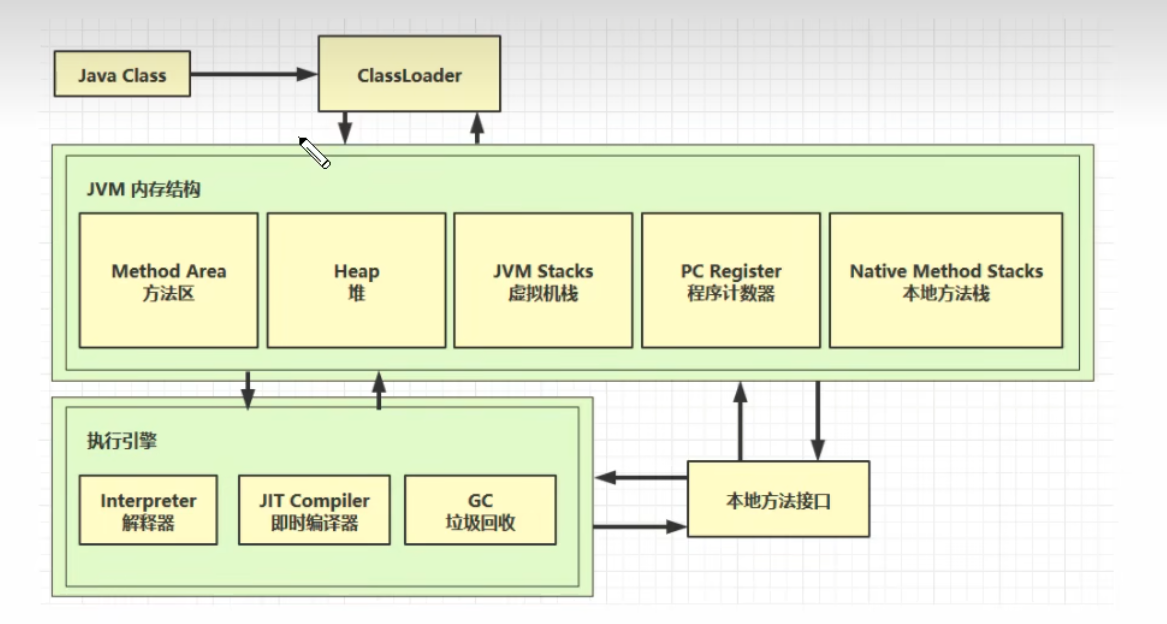 Java Class
ClassLoader
JVM 内存结构
Method Area
方法区
Heap
堆
JVM Stacks
虚拟机栈
PC Register
程序计数器
Native Method Stacks
本地方法栈
执行引擎
Interpreter
解释器
JIT Compiler
即时编译器
GC
垃圾回收
本地方法接口